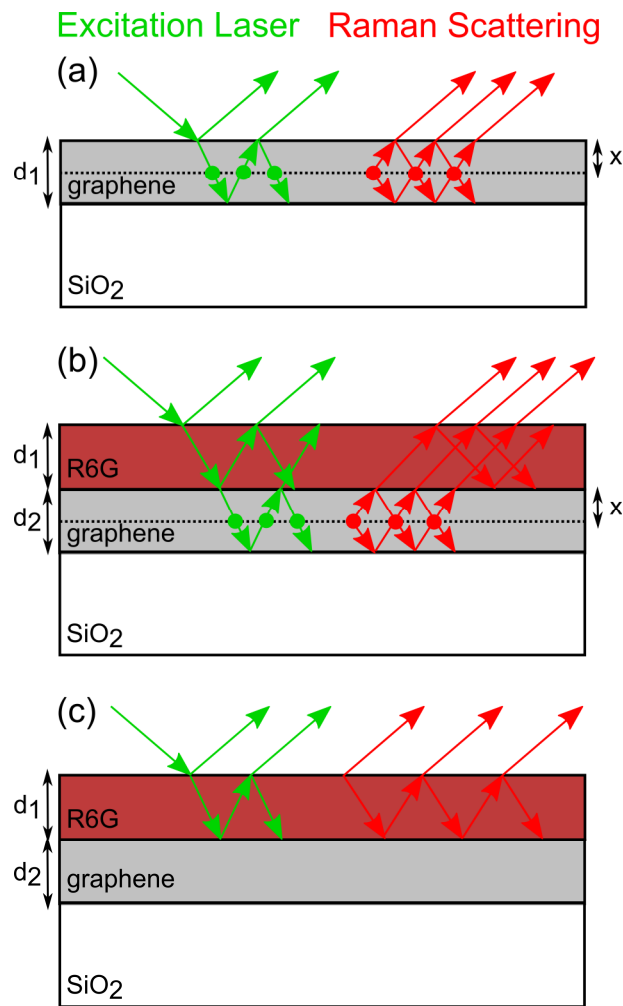 Excitation Laser Raman Scattering
(a)
d1
x
graphene
SiO2
(b)
d1
R6G
d2
x
graphene
SiO2
(c)
d1
R6G
d2
graphene
SiO2